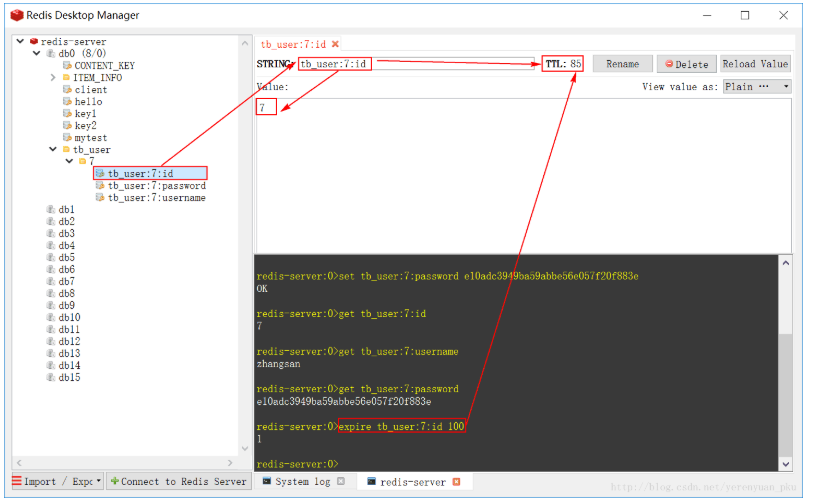 Redis Desktop Manager
redis-server
db0 (8/0)
CONTENT_KEY
ITEM_INFO
client
hello
key1
key2
mytest
tb_user
7
tb_user:7:id
tb_user:7:password
tb_user:7:username
db1
db2
db3
db4
db5
db6
db7
db8
db9
db10
db11
db12
db13
db14
db15
Import / Expc
Connect to Redis Server
tb_user:7:id
STRING: tb_user:7:id TTL: 85 Rename Delete Reload Value
Value: View value as: Plain ···
7
redis-server:0>set tb_user:7:password e10adc3949ba59abbe56e057f20f883e
OK
redis-server:0>get tb_user:7:id
7
redis-server:0>get tb_user:7:username
zhangsan
redis-server:0>get tb_user:7:password
e10adc3949ba59abbe56e057f20f883e
redis-server:0>expire tb_user:7:id 100
1
redis-server:0>
System log redis-server
http://blog.csdn.net/yerenyuan_pku